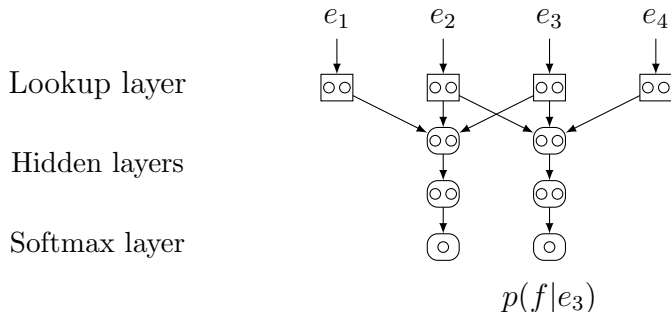 e₁ e₂ e₃ e₄
Lookup layer
Hidden layers
Softmax layer
p(f|e₃)